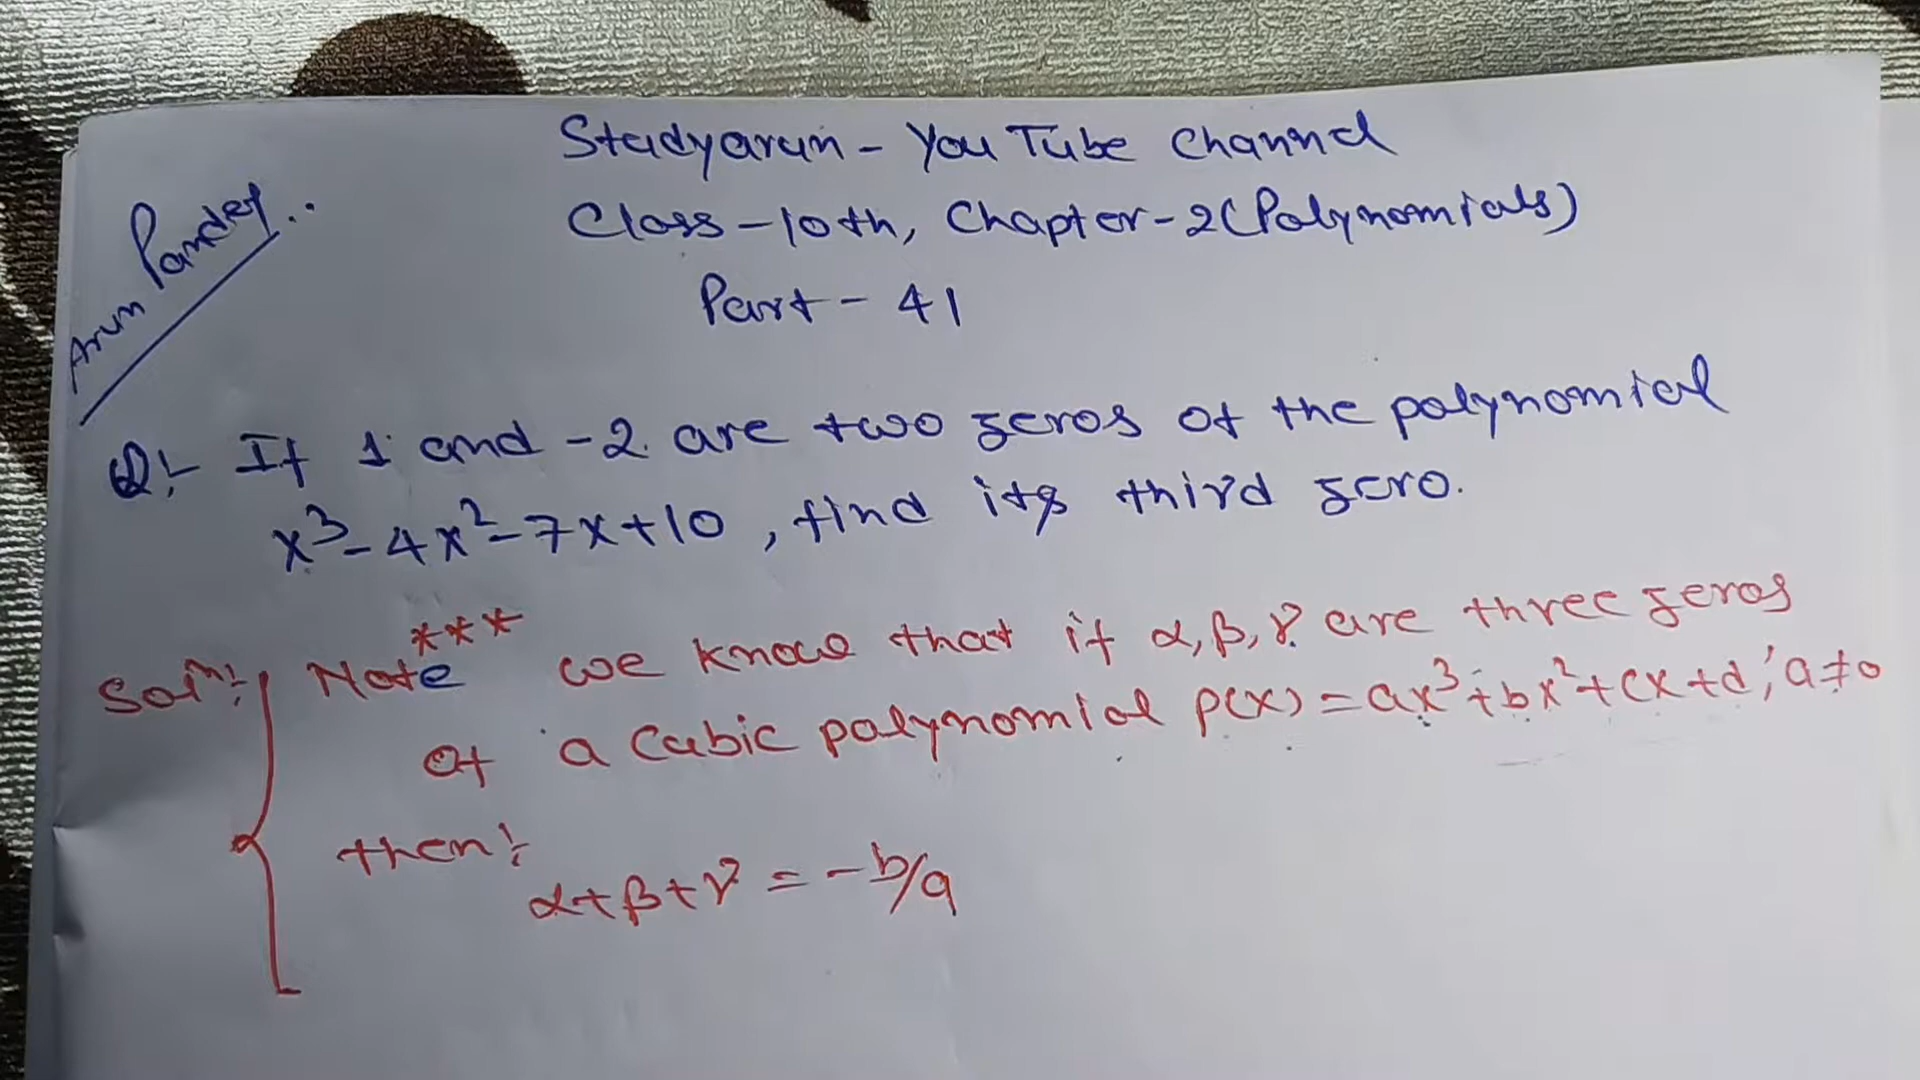 Studyarun - YouTube Channel
Class-10th, Chapter-2(Polynomials)
Part - 41
Arun Pandey..
Q:- If 1 and -2 are two zeros of the polynomial
x³-4x²-7x+10, find its third zero.
Solⁿ:- Note*** we know that if α,β,γ are three zeros
of a cubic polynomial p(x)=ax³+bx²+cx+d; a≠0
then:-
α+β+γ = -b/a